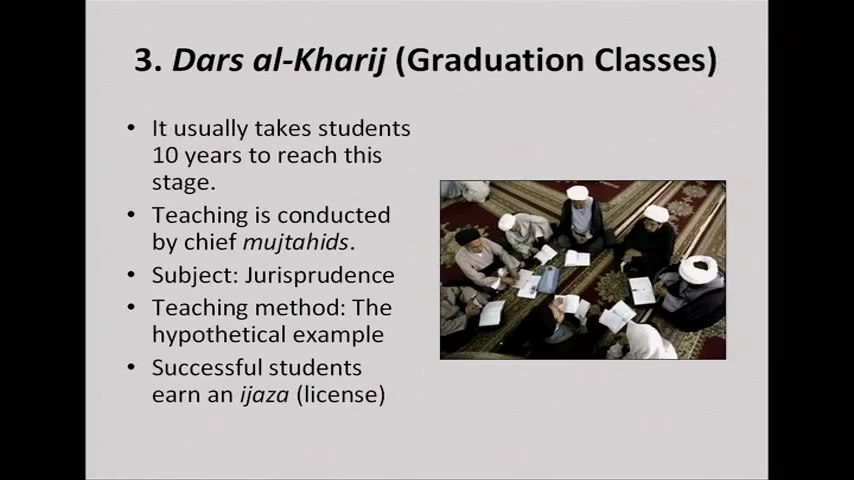 3. Dars al-Kharij (Graduation Classes)
• It usually takes students
10 years to reach this
stage.
• Teaching is conducted
by chief mujtahids.
• Subject: Jurisprudence
• Teaching method: The
hypothetical example
• Successful students
earn an ijaza (license)